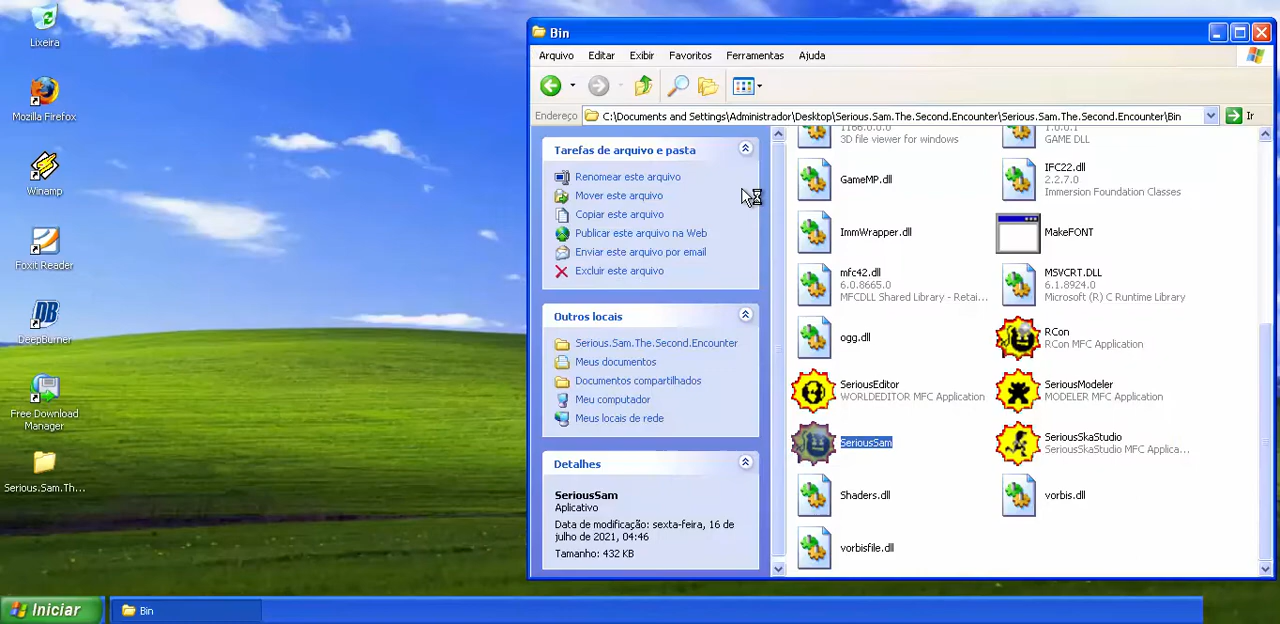 Lixeira
Mozilla Firefox
Winamp
Foxit Reader
DeepBurner
Free Download
Manager
Serious.Sam.Th...
Bin
Arquivo Editar Exibir Favoritos Ferramentas Ajuda
Endereço C:\Documents and Settings\Administrador\Desktop\Serious.Sam.The.Second.Encounter\Serious.Sam.The.Second.Encounter\Bin Ir
Tarefas de arquivo e pasta
Renomear este arquivo
Mover este arquivo
Copiar este arquivo
Publicar este arquivo na Web
Enviar este arquivo por email
Excluir este arquivo
Outros locais
Serious.Sam.The.Second.Encounter
Meus documentos
Documentos compartilhados
Meu computador
Meus locais de rede
Detalhes
SeriousSam
Aplicativo
Data de modificação: sexta-feira, 16 de
julho de 2021, 04:46
Tamanho: 432 KB
1166.0.0.0
3D file viewer for windows
1.0.0.1
GAME DLL
GameMP.dll
IFC22.dll
2.2.7.0
Immersion Foundation Classes
ImmWrapper.dll
MakeFONT
mfc42.dll
6.0.8665.0
MFCDLL Shared Library - Retai...
MSVCRT.DLL
6.1.8924.0
Microsoft (R) C Runtime Library
ogg.dll
RCon
RCon MFC Application
SeriousEditor
WORLDEDITOR MFC Application
SeriousModeler
MODELER MFC Application
SeriousSam
SeriousSkaStudio
SeriousSkaStudio MFC Applica...
Shaders.dll
vorbis.dll
vorbisfile.dll
Iniciar
Bin